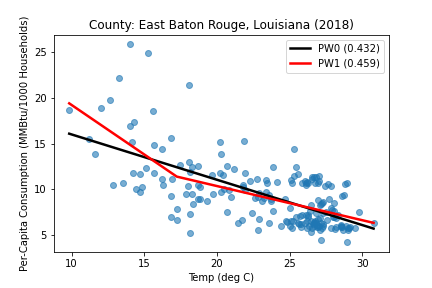 County: East Baton Rouge, Louisiana (2018)
Per-Capita Consumption (MMBtu/1000 Households)
25
20
15
10
5
PW0 (0.432)
PW1 (0.459)
10 15 20 25 30
Temp (deg C)